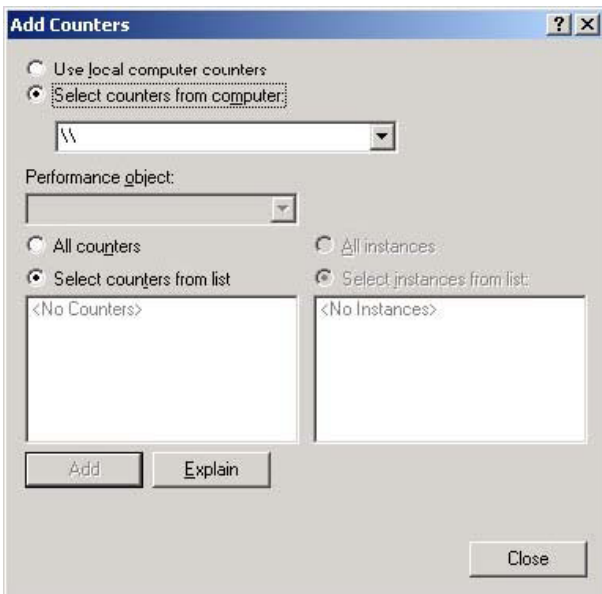 Add Counters
Use local computer counters
Select counters from computer:
\\
Performance object:
All counters
All instances
Select counters from list
Select instances from list:
<No Counters>
<No Instances>
Add
Explain
Close